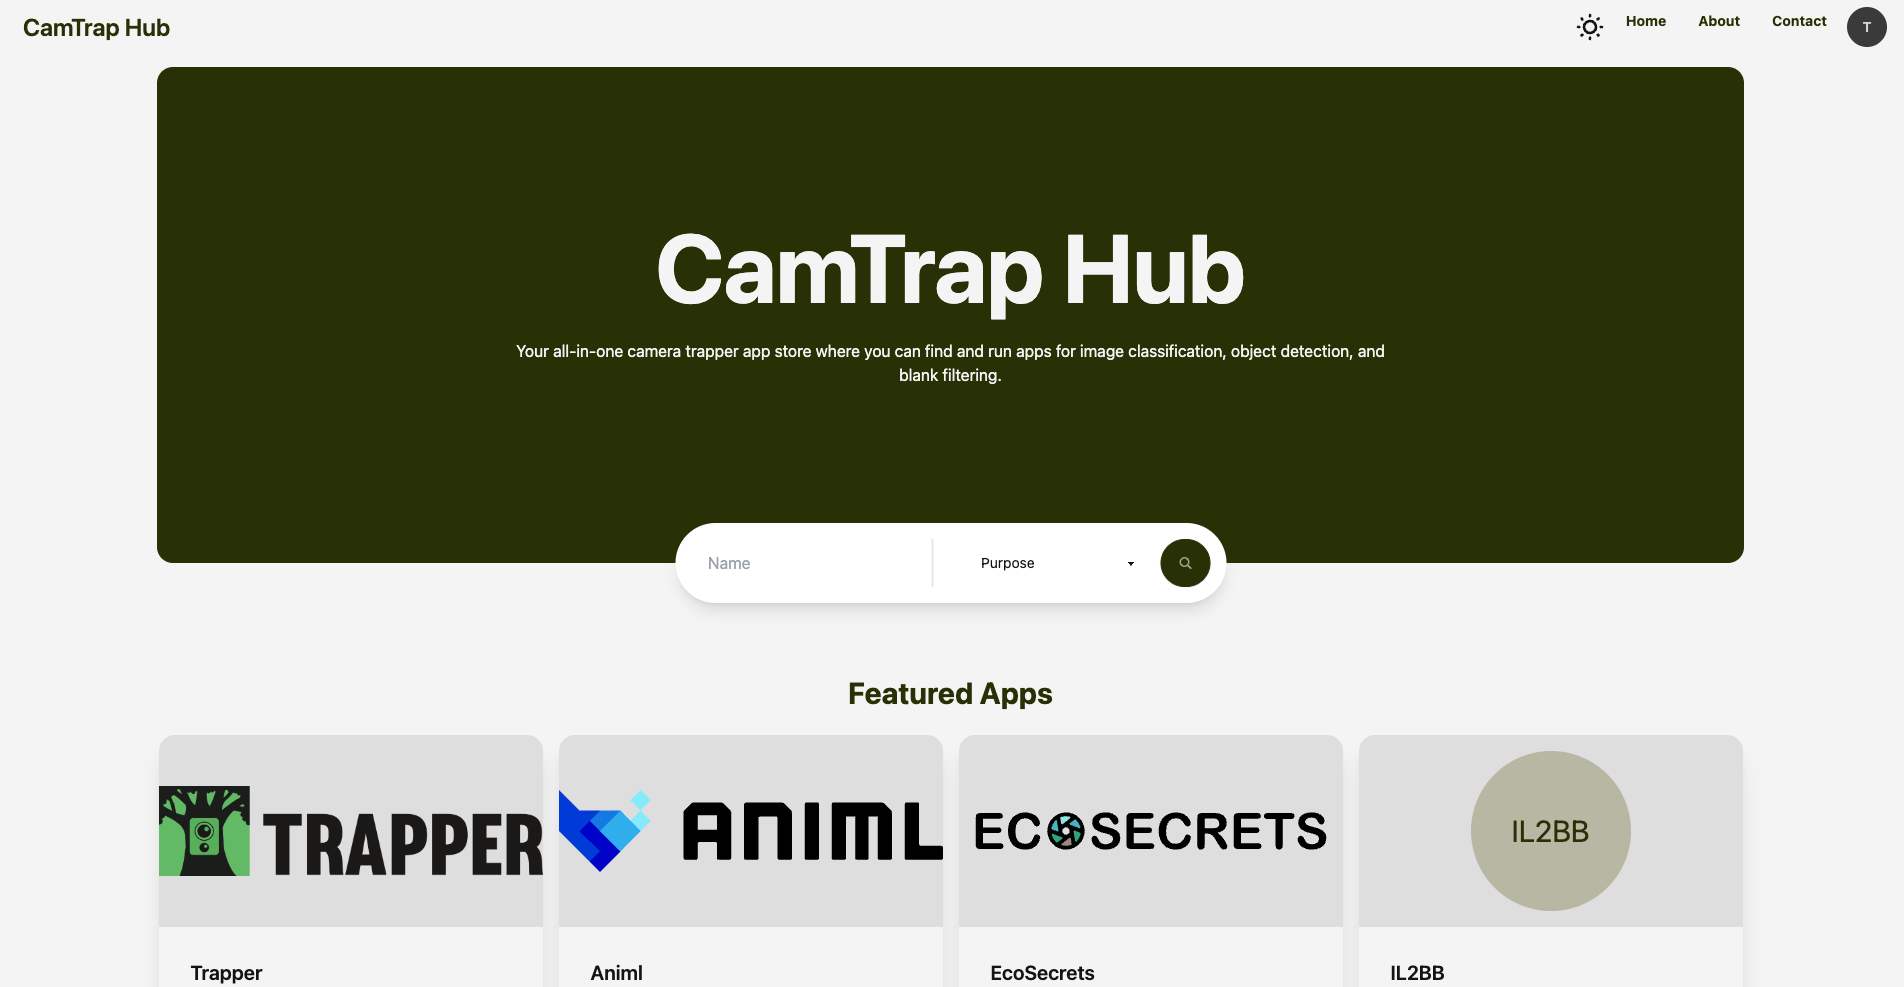 CamTrap Hub
Home About Contact T
CamTrap Hub
Your all-in-one camera trapper app store where you can find and run apps for image classification, object detection, and
blank filtering.
Name Purpose
Featured Apps
TRAPPER
ANIML
ECOSECRETS
IL2BB
Trapper
Animl
EcoSecrets
IL2BB